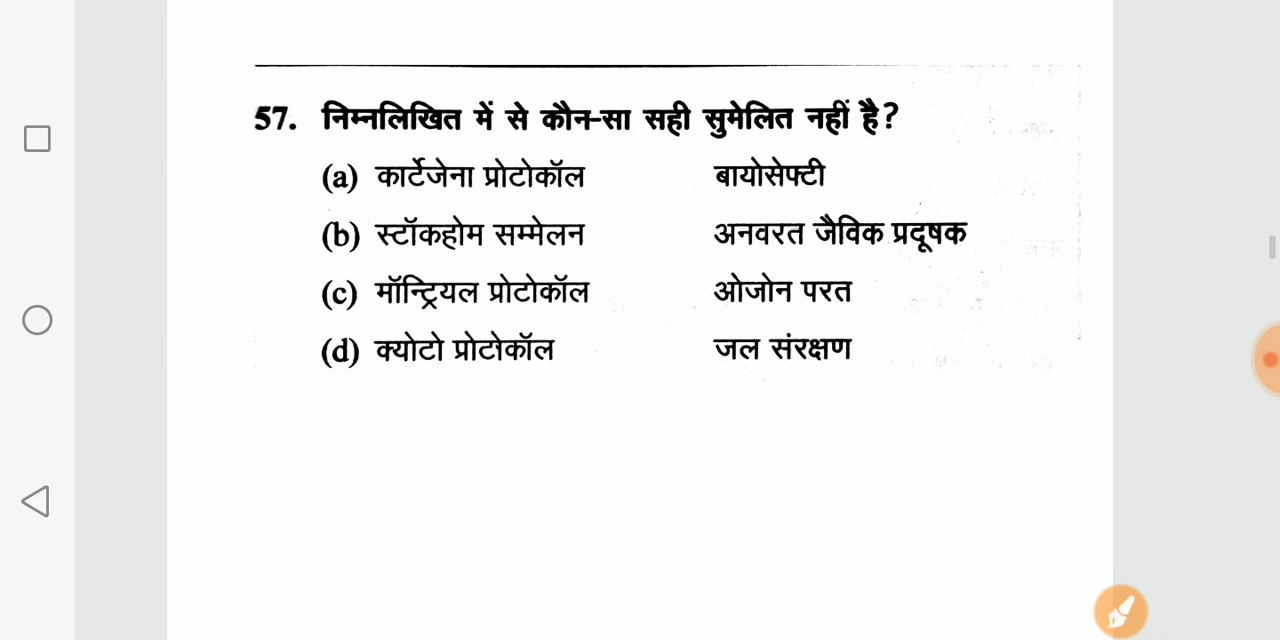 57. निम्नलिखित में से कौन-सा सही सुमेलित नहीं है?
(a) कार्टेजेना प्रोटोकॉल बायोसेफ्टी
(b) स्टॉकहोम सम्मेलन अनवरत जैविक प्रदूषक
(c) मॉन्ट्रियल प्रोटोकॉल ओजोन परत
(d) क्योटो प्रोटोकॉल जल संरक्षण